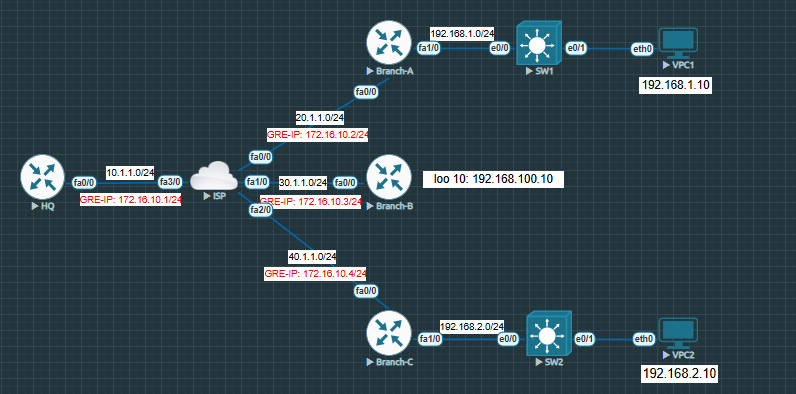 192.168.1.0/24
fa1/0
e0/0
e0/1
eth0
Branch-A
SW1
VPC1
192.168.1.10
fa0/0
20.1.1.0/24
GRE-IP: 172.16.10.2/24
fa0/0
10.1.1.0/24
fa0/0
fa3/0
fa1/0
30.1.1.0/24
fa0/0
loo 10: 192.168.100.10
GRE-IP: 172.16.10.1/24
ISP
GRE-IP: 172.16.10.3/24
HQ
Branch-B
fa2/0
40.1.1.0/24
GRE-IP: 172.16.10.4/24
fa0/0
192.168.2.0/24
fa1/0
e0/0
e0/1
eth0
Branch-C
SW2
VPC2
192.168.2.10